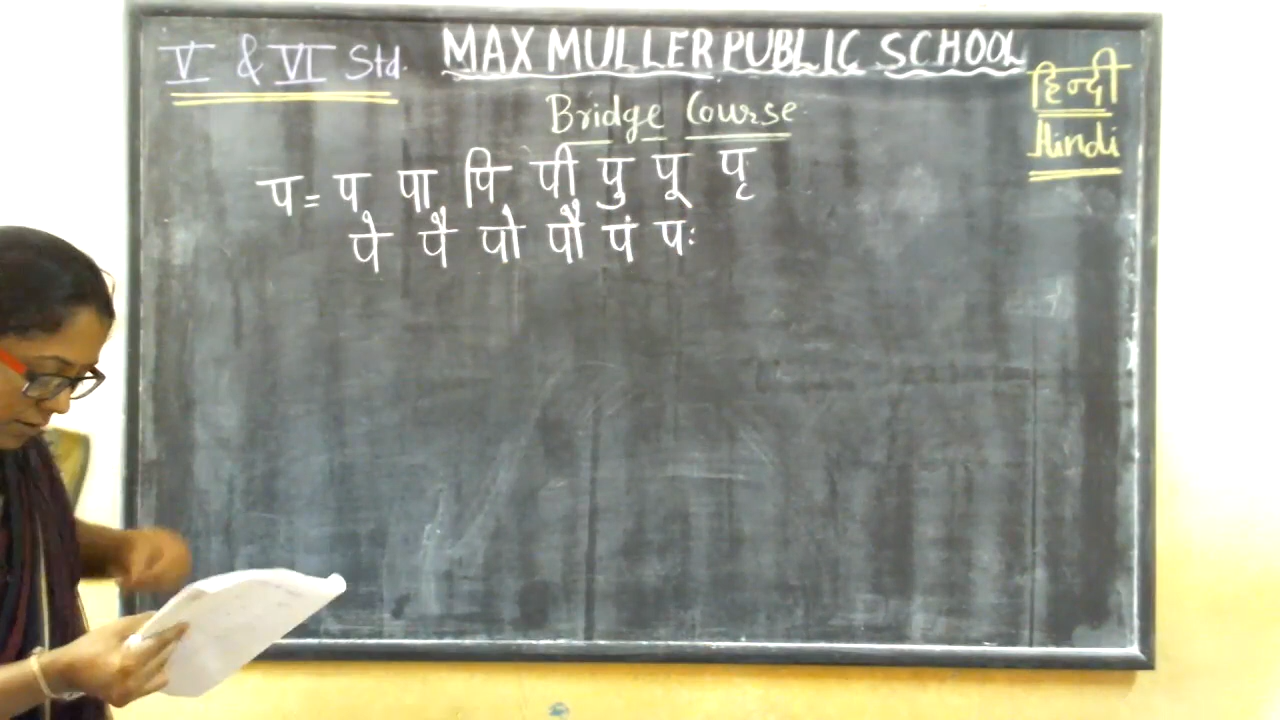 V & VI Std.
MAX MULLER PUBLIC SCHOOL
हिन्दी
Hindi
Bridge Course
प = प पा पि पी पु पू पृ
पे पै पो पौ पं पः